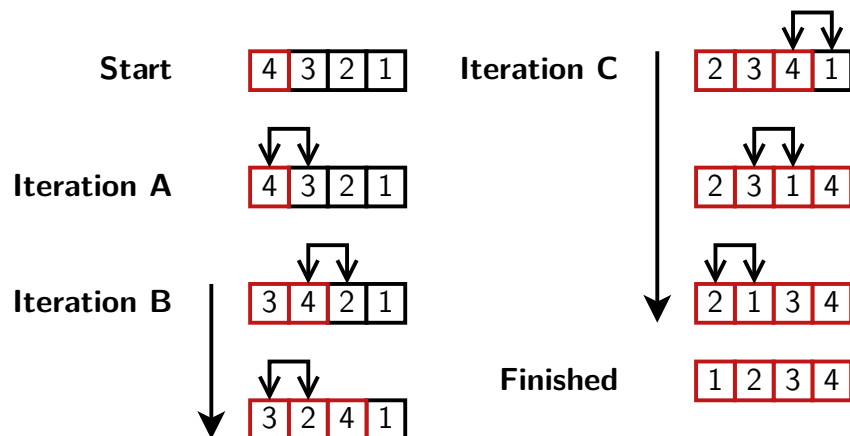 Start 4 3 2 1
Iteration A 4 3 2 1
Iteration B 3 4 2 1
3 2 4 1
Iteration C 2 3 4 1
2 3 1 4
2 1 3 4
Finished 1 2 3 4